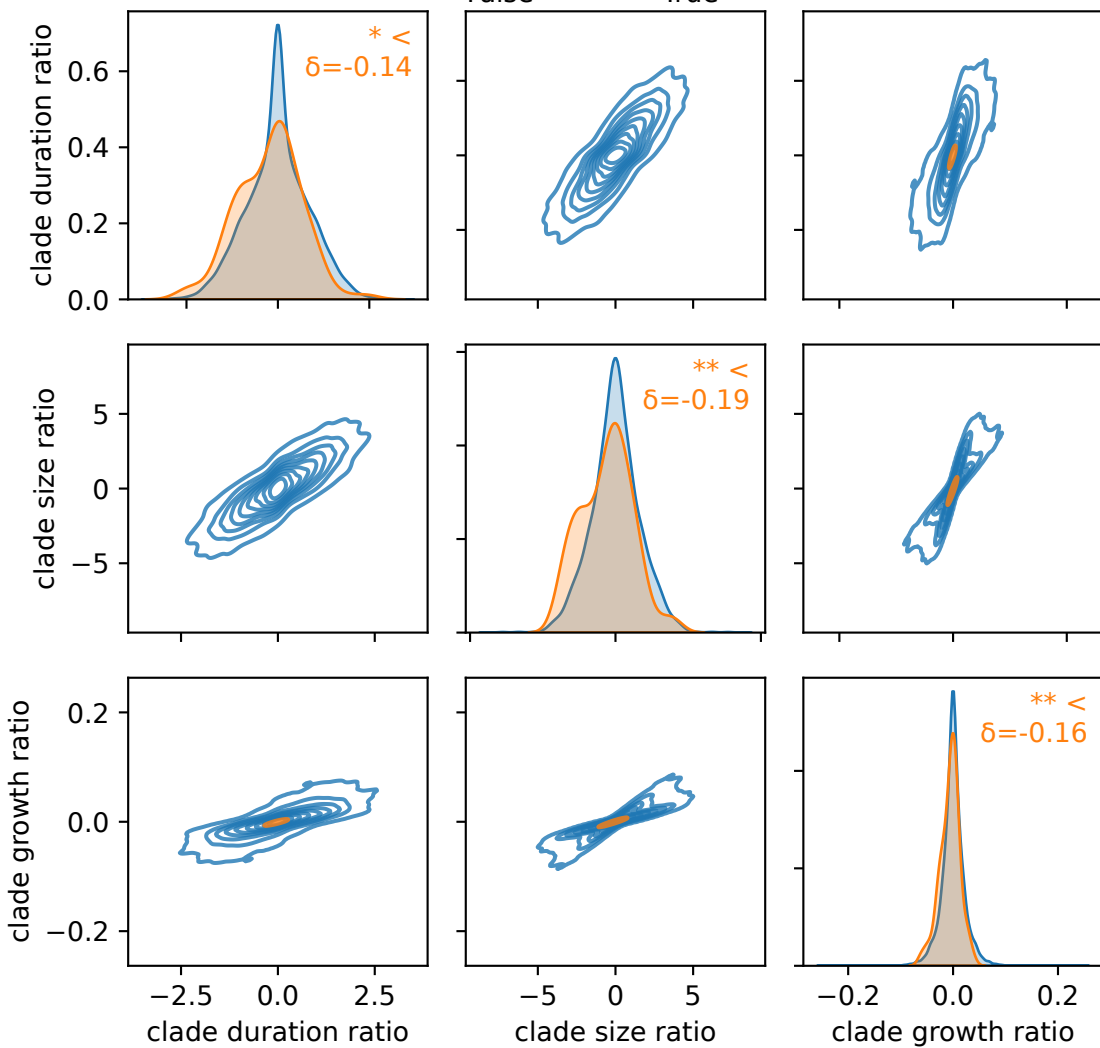 clade duration ratio
0.6
0.4
0.2
0.0
* <
δ=-0.14
clade size ratio
5
0
−5
** <
δ=-0.19
clade growth ratio
0.2
0.0
−0.2
** <
δ=-0.16
−2.5 0.0 2.5
clade duration ratio
−5 0 5
clade size ratio
−0.2 0.0 0.2
clade growth ratio